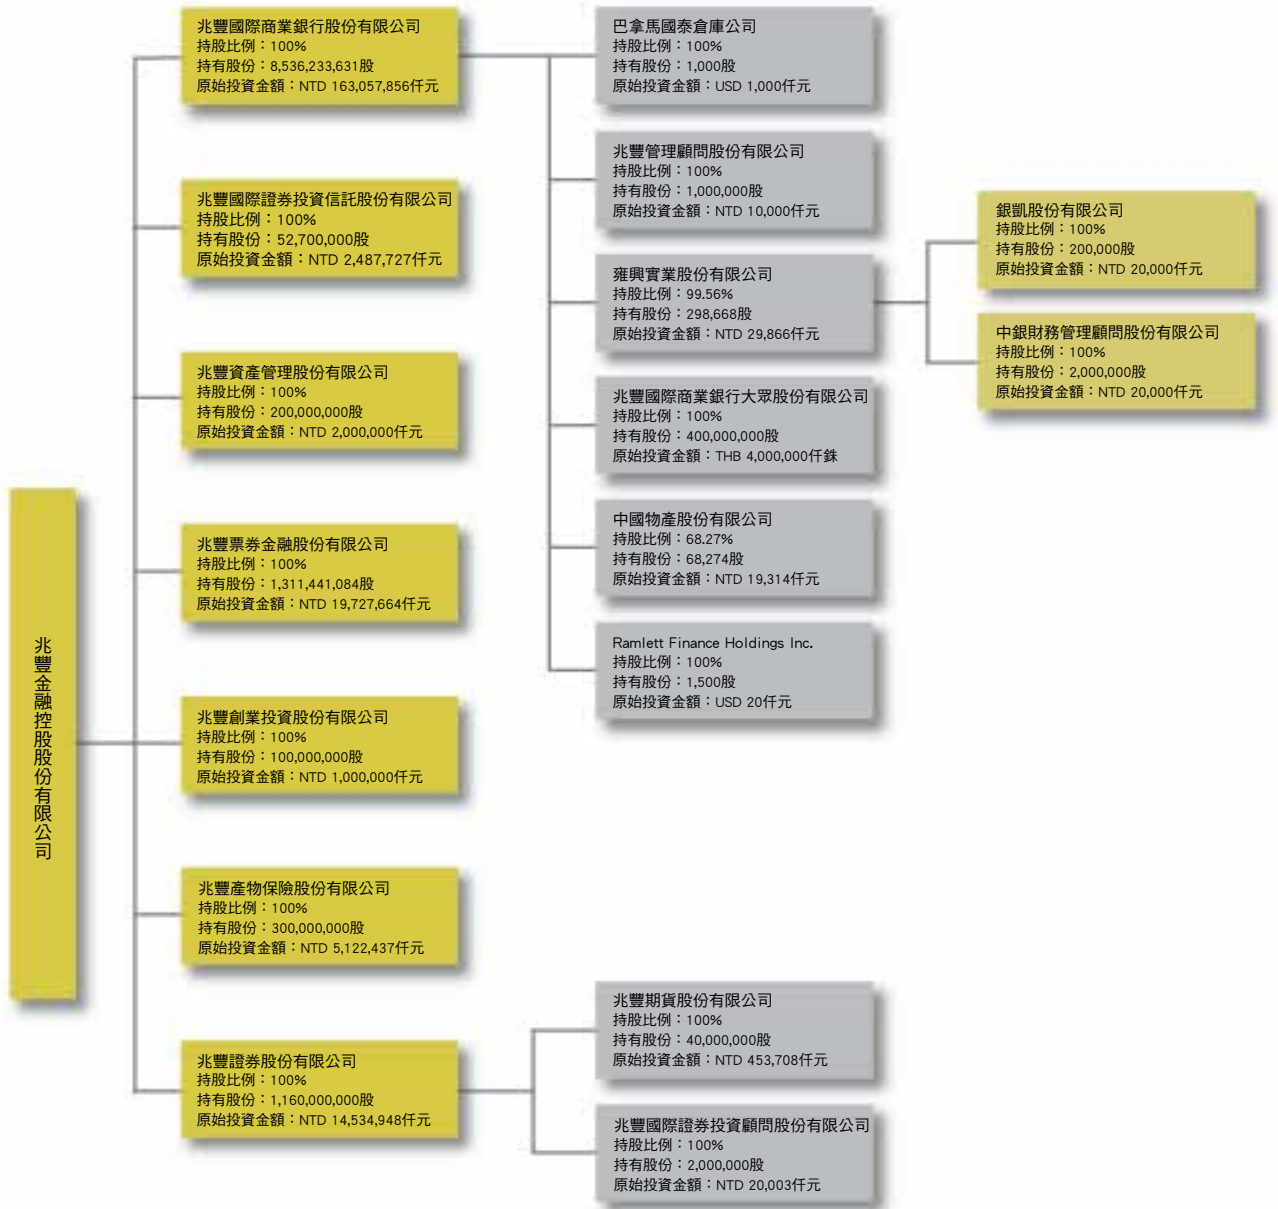 兆豐金融控股股份有限公司
兆豐國際商業銀行股份有限公司
持股比例：100%
持有股份：8,536,233,631股
原始投資金額：NTD 163,057,856仟元
兆豐國際證券投資信託股份有限公司
持股比例：100%
持有股份：52,700,000股
原始投資金額：NTD 2,487,727仟元
兆豐資產管理股份有限公司
持股比例：100%
持有股份：200,000,000股
原始投資金額：NTD 2,000,000仟元
兆豐票券金融股份有限公司
持股比例：100%
持有股份：1,311,441,084股
原始投資金額：NTD 19,727,664仟元
兆豐創業投資股份有限公司
持股比例：100%
持有股份：100,000,000股
原始投資金額：NTD 1,000,000仟元
兆豐產物保險股份有限公司
持股比例：100%
持有股份：300,000,000股
原始投資金額：NTD 5,122,437仟元
兆豐證券股份有限公司
持股比例：100%
持有股份：1,160,000,000股
原始投資金額：NTD 14,534,948仟元
巴拿馬國泰倉庫公司
持股比例：100%
持有股份：1,000股
原始投資金額：USD 1,000仟元
兆豐管理顧問股份有限公司
持股比例：100%
持有股份：1,000,000股
原始投資金額：NTD 10,000仟元
雍興實業股份有限公司
持股比例：99.56%
持有股份：298,668股
原始投資金額：NTD 29,866仟元
兆豐國際商業銀行大眾股份有限公司
持股比例：100%
持有股份：400,000,000股
原始投資金額：THB 4,000,000仟銖
中國物產股份有限公司
持股比例：68.27%
持有股份：68,274股
原始投資金額：NTD 19,314仟元
Ramlett Finance Holdings Inc.
持股比例：100%
持有股份：1,500股
原始投資金額：USD 20仟元
兆豐期貨股份有限公司
持股比例：100%
持有股份：40,000,000股
原始投資金額：NTD 453,708仟元
兆豐國際證券投資顧問股份有限公司
持股比例：100%
持有股份：2,000,000股
原始投資金額：NTD 20,003仟元
銀凱股份有限公司
持股比例：100%
持有股份：200,000股
原始投資金額：NTD 20,000仟元
中銀財務管理顧問股份有限公司
持股比例：100%
持有股份：2,000,000股
原始投資金額：NTD 20,000仟元